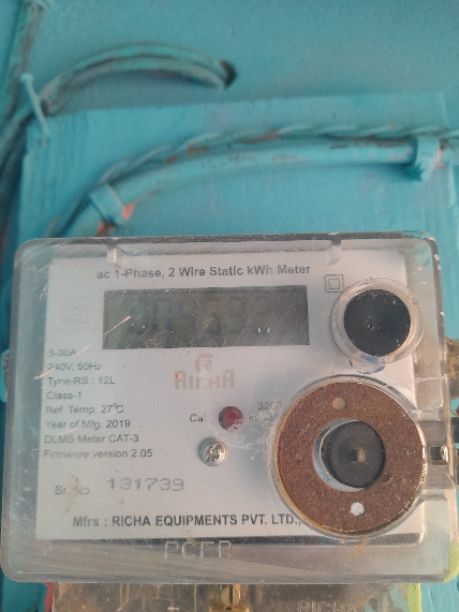 ac 1-Phase, 2 Wire Static kWh Meter
5-30A
240V, 50Hz
Type-RS : 12L
Class-1
Ref. Temp. 27°C
Year of Mfg. 2019
DLMS Meter CAT-3
Firmware version 2.05
RICHA
Cal
3200
Sr. No. 131739
Mfrs : RICHA EQUIPMENTS PVT. LTD.,